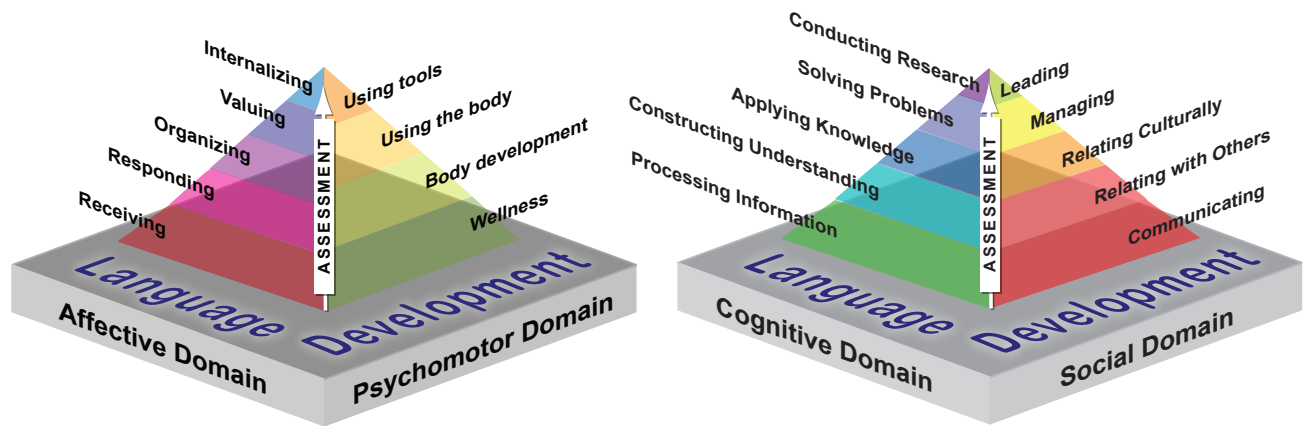 Internalizing
Valuing
Organizing
Responding
Receiving
Using tools
Using the body
Body development
Wellness
ASSESSMENT
Language
Development
Affective Domain
Psychomotor Domain
Conducting Research
Solving Problems
Applying Knowledge
Constructing Understanding
Processing Information
Leading
Managing
Relating Culturally
Relating with Others
Communicating
ASSESSMENT
Language
Development
Cognitive Domain
Social Domain